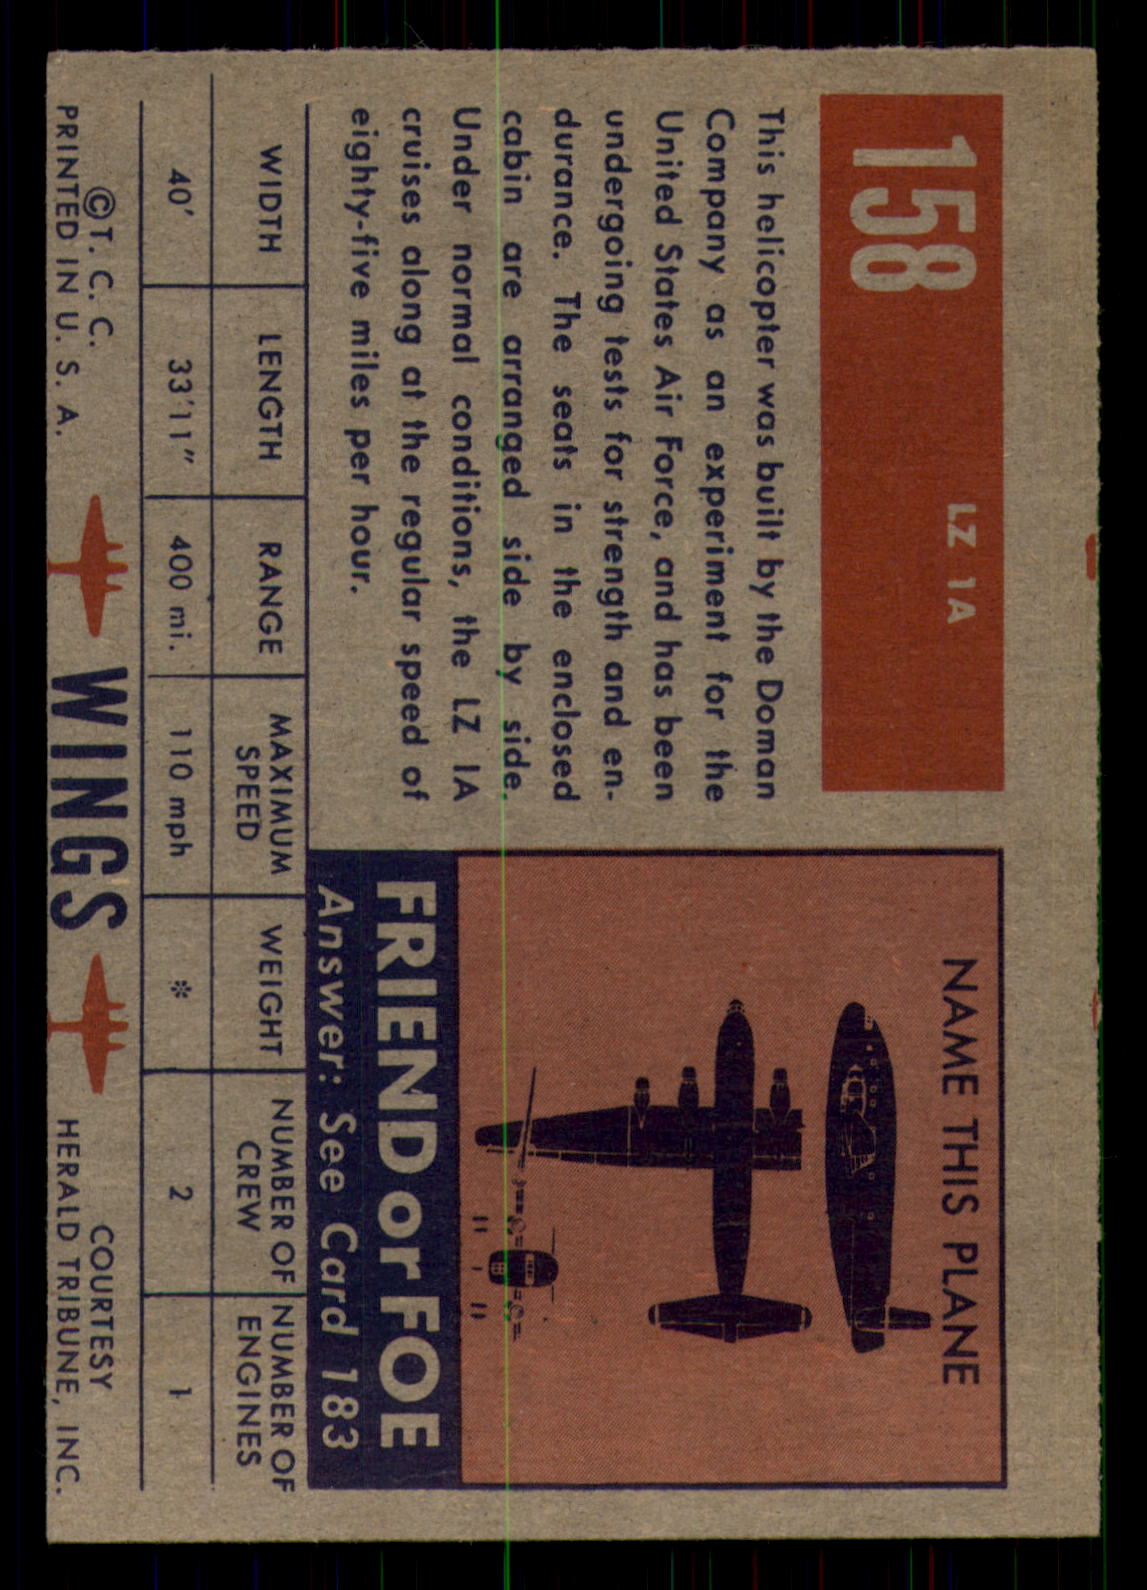 158
LZ 1A
This helicopter was built by the Doman
Company as an experiment for the
United States Air Force, and has been
undergoing tests for strength and en-
durance. The seats in the enclosed
cabin are arranged side by side.
Under normal conditions, the LZ 1A
cruises along at the regular speed of
eighty-five miles per hour.
NAME THIS PLANE
FRIEND or FOE
Answer: See Card 183
WIDTH LENGTH RANGE MAXIMUM SPEED WEIGHT NUMBER OF CREW NUMBER OF ENGINES
40' 33'11" 400 mi. 110 mph * 2 1
©T. C. C.
PRINTED IN U. S. A.
WINGS
COURTESY
HERALD TRIBUNE, INC.